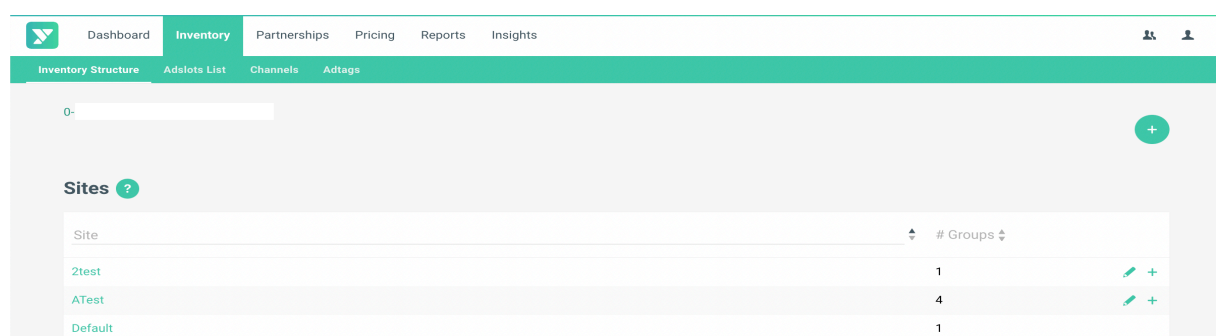 Dashboard Inventory Partnerships Pricing Reports Insights
Inventory Structure Adslots List Channels Adtags
0-
+
Sites ?
Site # Groups
2test 1 +
ATest 4 +
Default 1